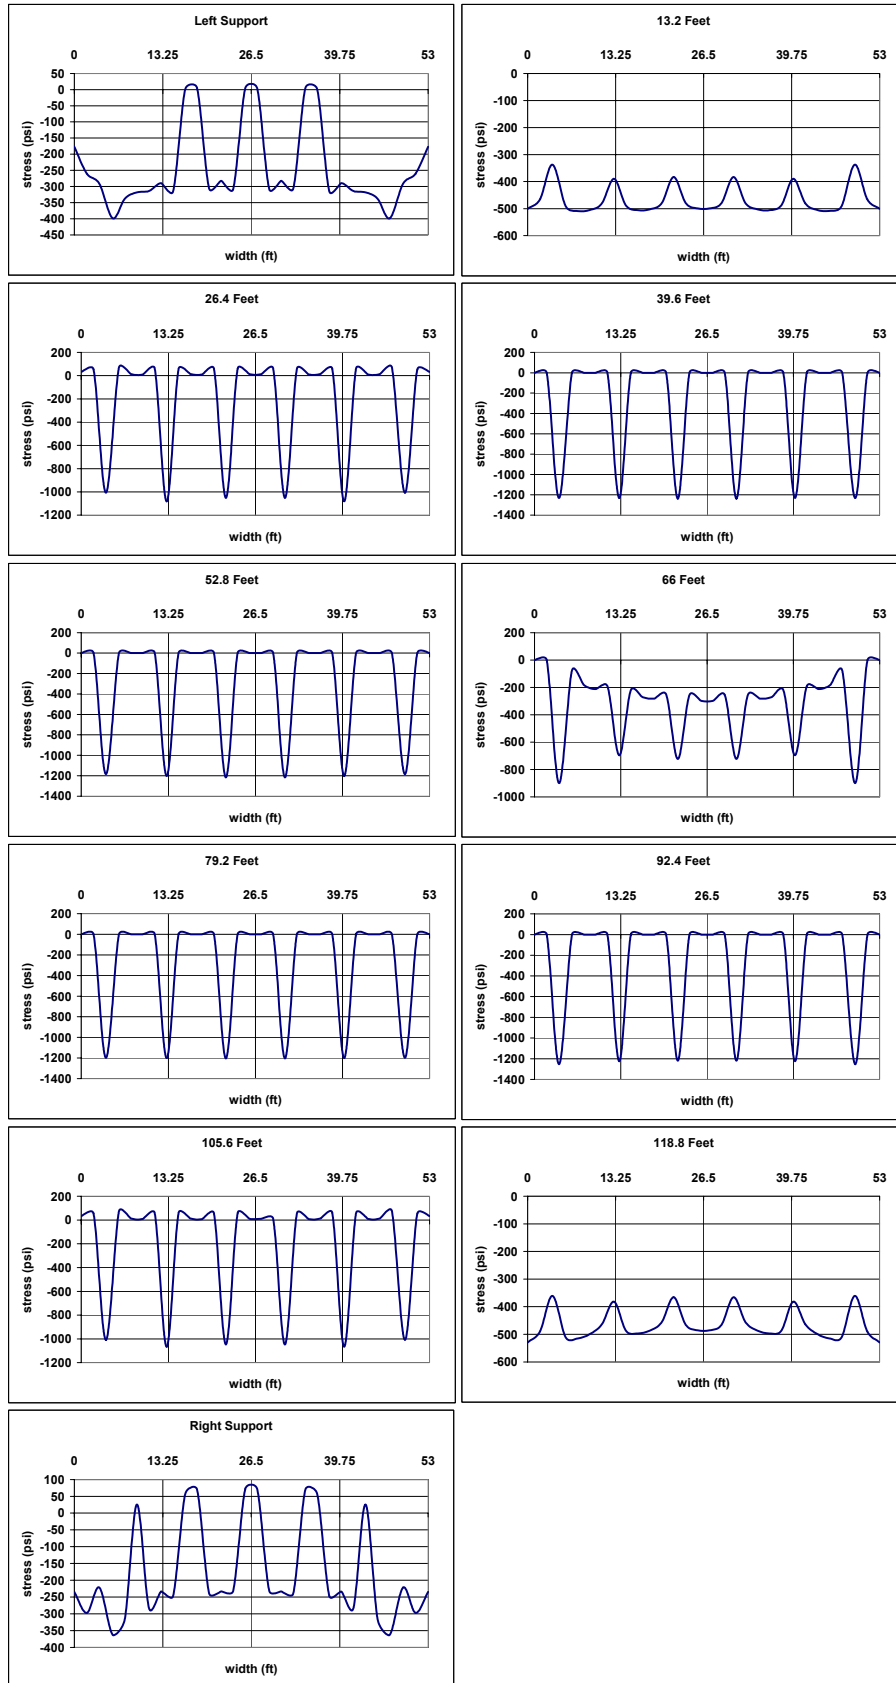 Left Support
0 13.25 26.5 39.75 53
50
0
-50
-100
-150
-200
-250
-300
-350
-400
-450
stress (psi)
width (ft)
13.2 Feet
0 13.25 26.5 39.75 53
0
-100
-200
-300
-400
-500
-600
stress (psi)
width (ft)
26.4 Feet
0 13.25 26.5 39.75 53
200
0
-200
-400
-600
-800
-1000
-1200
stress (psi)
width (ft)
39.6 Feet
0 13.25 26.5 39.75 53
200
0
-200
-400
-600
-800
-1000
-1200
-1400
stress (psi)
width (ft)
52.8 Feet
0 13.25 26.5 39.75 53
200
0
-200
-400
-600
-800
-1000
-1200
-1400
stress (psi)
width (ft)
66 Feet
0 13.25 26.5 39.75 53
200
0
-200
-400
-600
-800
-1000
stress (psi)
width (ft)
79.2 Feet
0 13.25 26.5 39.75 53
200
0
-200
-400
-600
-800
-1000
-1200
-1400
stress (psi)
width (ft)
92.4 Feet
0 13.25 26.5 39.75 53
200
0
-200
-400
-600
-800
-1000
-1200
-1400
stress (psi)
width (ft)
105.6 Feet
0 13.25 26.5 39.75 53
200
0
-200
-400
-600
-800
-1000
-1200
stress (psi)
width (ft)
118.8 Feet
0 13.25 26.5 39.75 53
0
-100
-200
-300
-400
-500
-600
stress (psi)
width (ft)
Right Support
0 13.25 26.5 39.75 53
100
50
0
-50
-100
-150
-200
-250
-300
-350
-400
stress (psi)
width (ft)